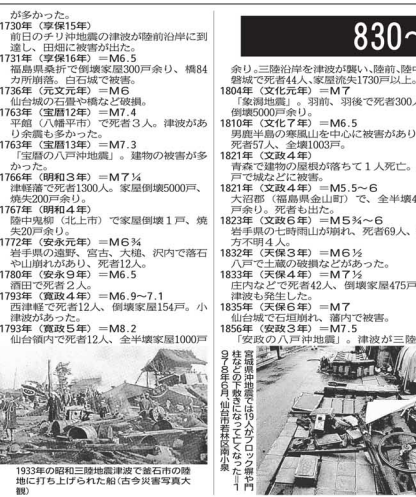 が多かった。
1730年（享保15年）
前日のチリ沖地震の津波が陸前沿岸に到
達し、田畑に被害が出た。
1731年（享保16年）＝M6.5
福島県桑折で倒壊家屋300戸余り、橋84
カ所崩落。白石城で被害。
1736年（元文元年）＝M6
仙台城の石畳や橋など破損。
1763年（宝暦12年）＝M7.4
平館（八幡平市）で死者３人。津波があ
り余震も多かった。
1763年（宝暦13年）＝M7.3
「宝暦の八戸沖地震」。建物の被害が多
かった。
1766年（明和３年）＝M7¼
津軽藩で死者1300人。家屋倒壊5000戸、
焼失200戸余り。
1767年（明和４年）
陸中鬼柳（北上市）で家屋倒壊１戸、焼
失20戸余り。
1772年（安永元年）＝M6¾
岩手県の遠野、宮古、大槌、沢内で落石
や山崩れがあり、死者12人。
1780年（安永９年）＝M6.5
酒田で死者２人。
1793年（寛政４年）＝M6.9～7.1
西津軽で死者12人、倒壊家屋154戸。小
津波があった。
1793年（寛政５年）＝M8.2
仙台領内で死者12人、全半壊家屋1000戸
1933年の昭和三陸地震津波で釜石市の陸
地に打ち上げられた船（古今災害写真大
観）
830～
余り。三陸沿岸を津波が襲い、陸前、陸中
磐城で死者44人、家屋流失1730戸以上。
1804年（文化元年）＝M7
「象潟地震」。羽前、羽後で死者300人
倒壊5000戸余り。
1810年（文化７年）＝M6.5
男鹿半島の寒風山を中心に被害があり
死者57人、全壊1003戸。
1821年（文政４年）
青森で建物の屋根が落ちて１人死亡。
戸で城などに被害。
1821年（文政４年）＝M5.5～6
大沼郡（福島県金山町）で、全半壊4
戸余り。死者も出た。
1823年（文政６年）＝M5¾～6
岩手県の七時雨山が崩れ、死者69人、
方不明４人。
1832年（天保３年）＝M6½
八戸で土蔵の破損などがあった。
1833年（天保４年）＝M7½
庄内などで死者42人、倒壊家屋475戸
津波も発生した。
1835年（天保６年）＝M7
仙台城で石垣崩れ、藩内で被害。
1856年（安政３年）＝M7.5
「安政の八戸沖地震」。津波が三陸
宮城県沖地震では19人がブロック塀や門
柱などの下敷きになって亡くなった＝１
９７８年６月、仙台市若林区南小泉